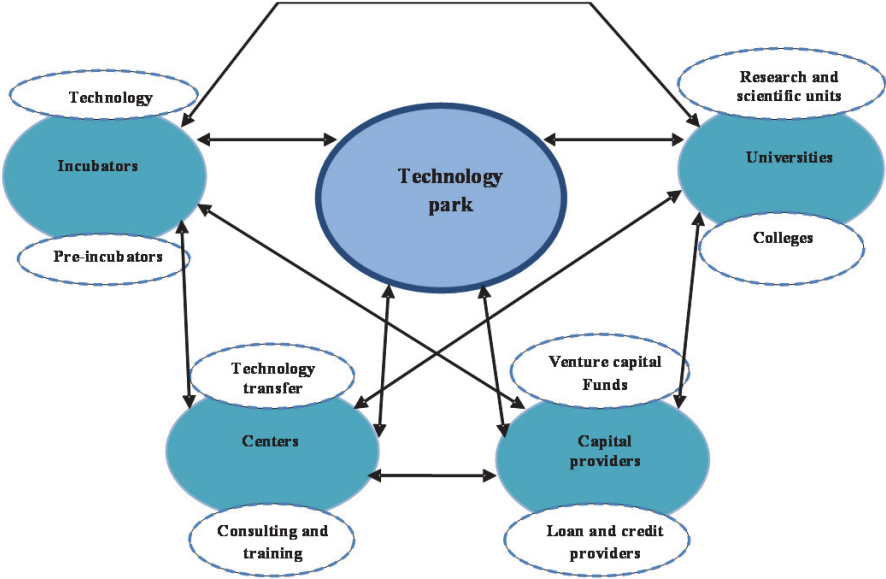 Technology
Incubators
Pre-incubators
Technology
park
Research and
scientific units
Universities
Colleges
Technology
transfer
Centers
Consulting and
training
Venture capital
Funds
Capital
providers
Loan and credit
providers